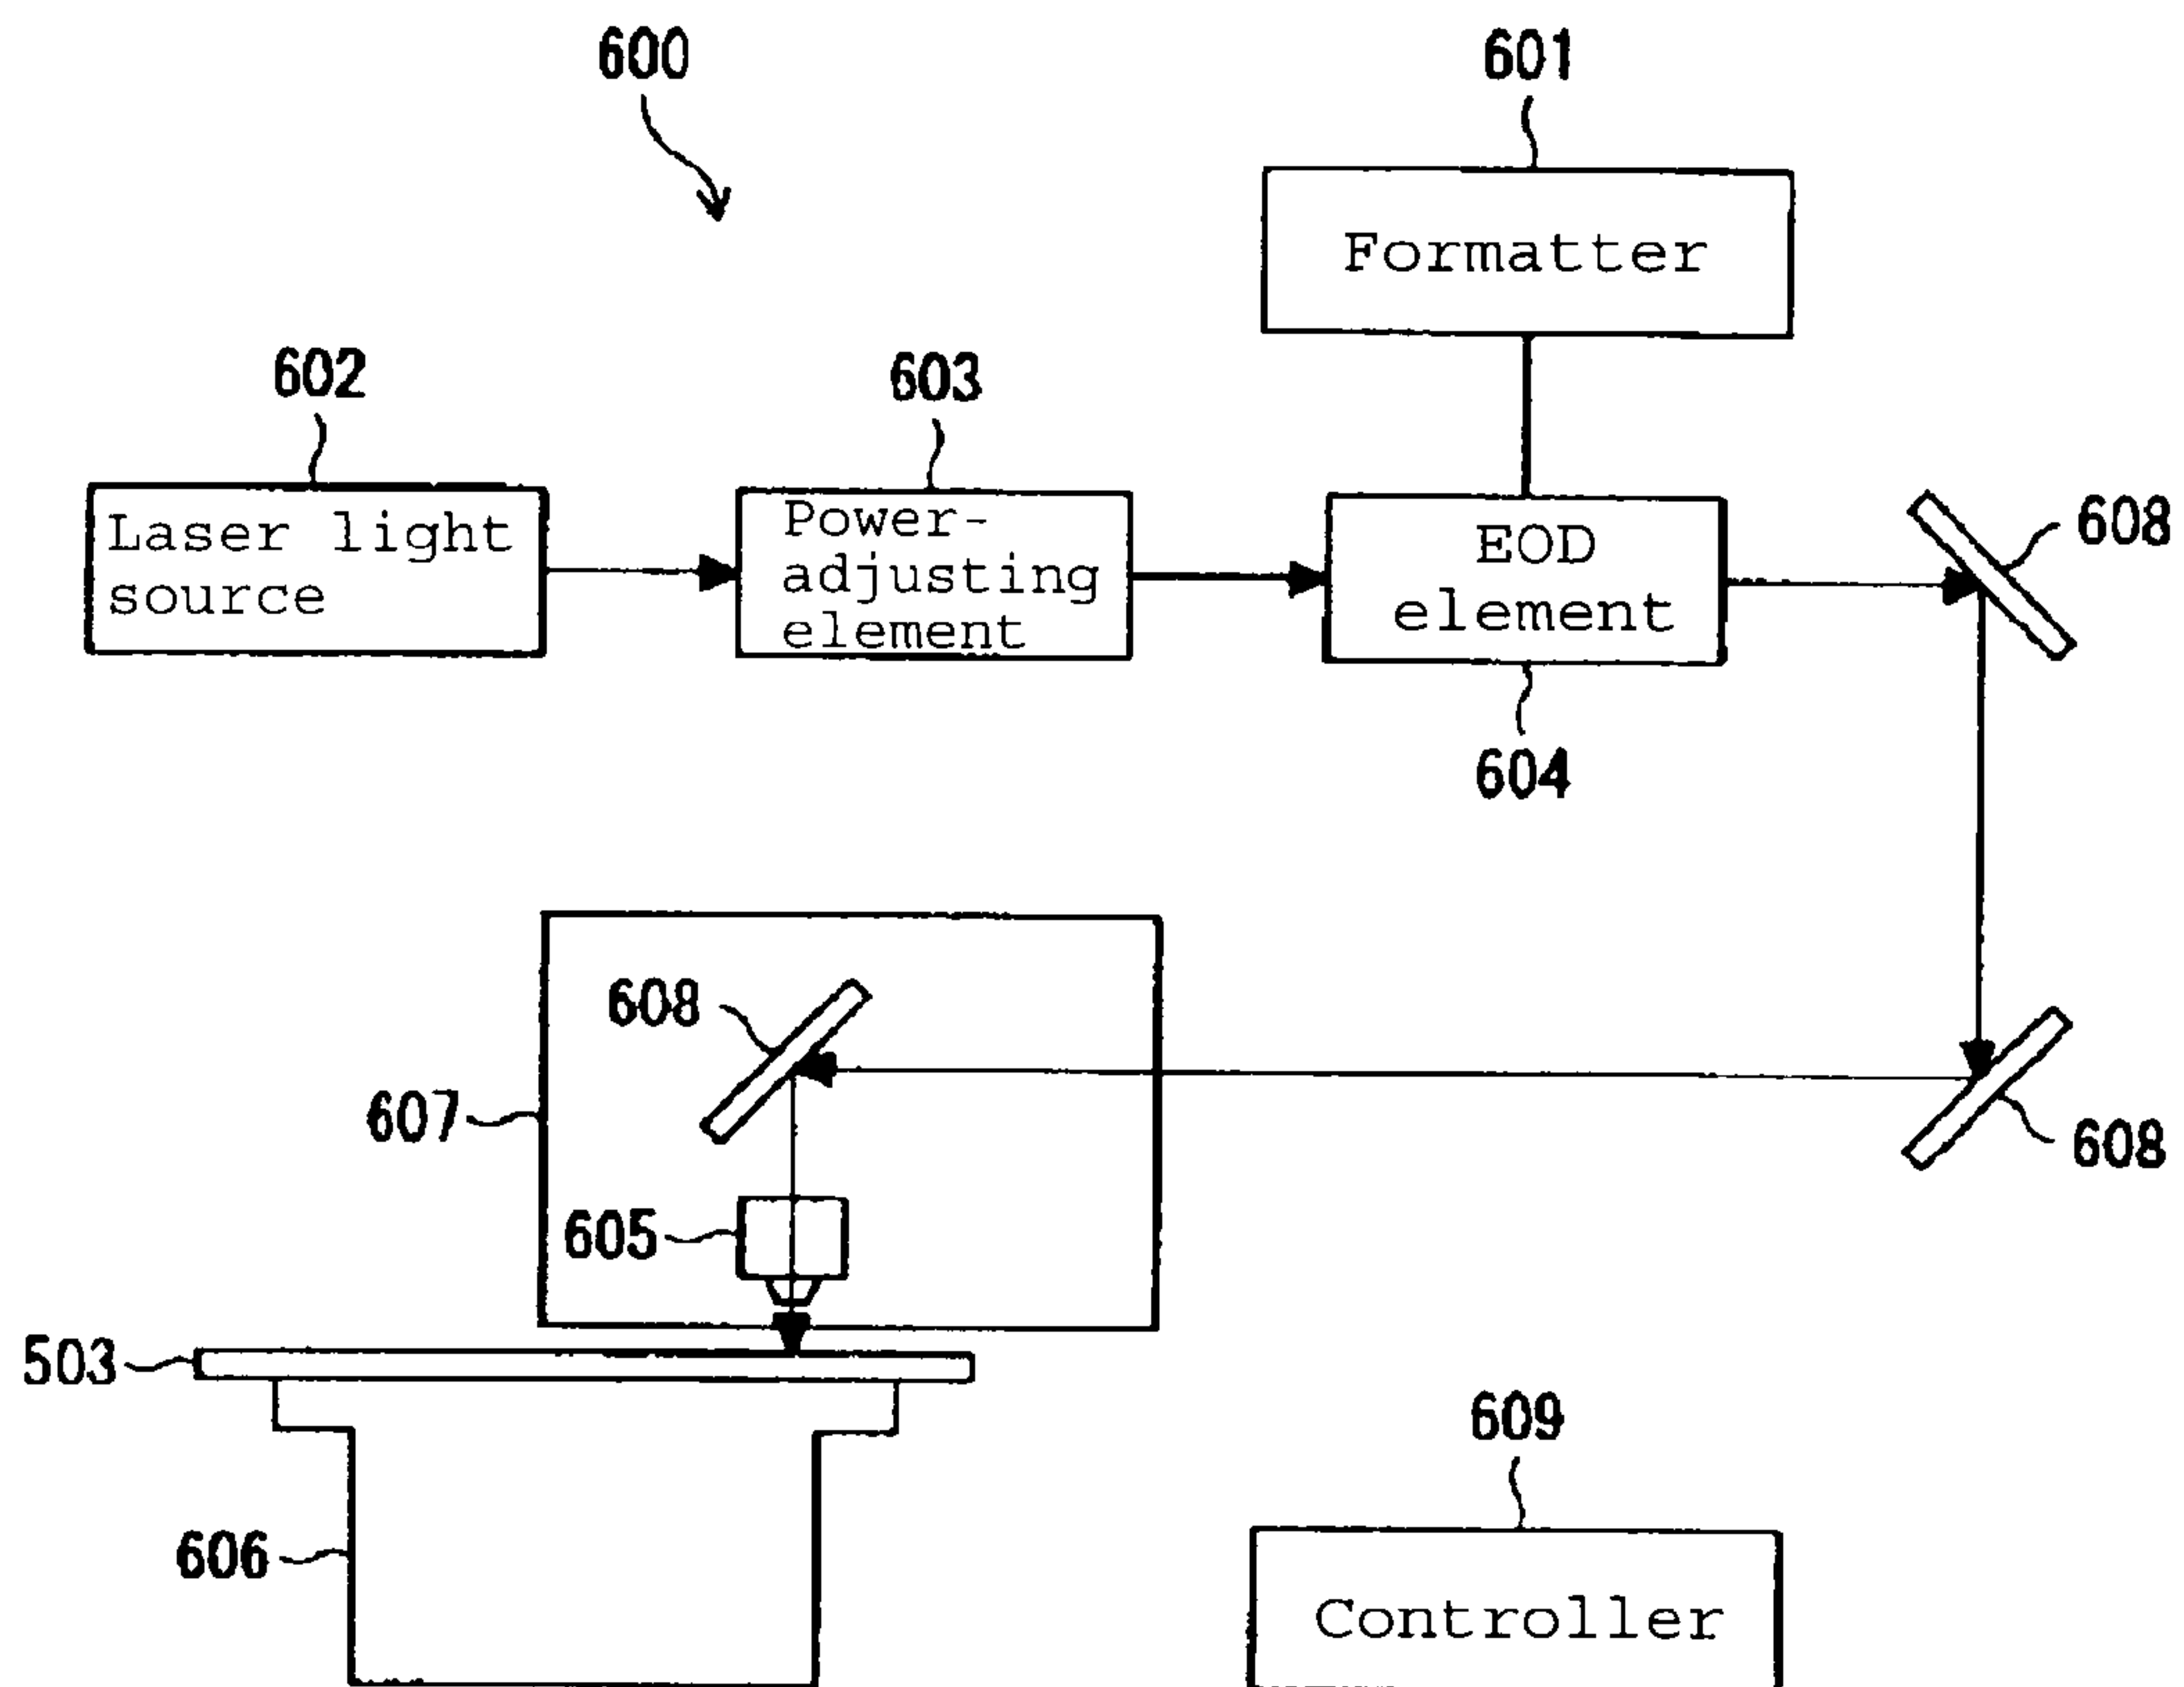 600
601
Formatter
602
603
Laser light
source
Power-
adjusting
element
EOD
element
608
604
608
607
605
608
503
609
606
Controller